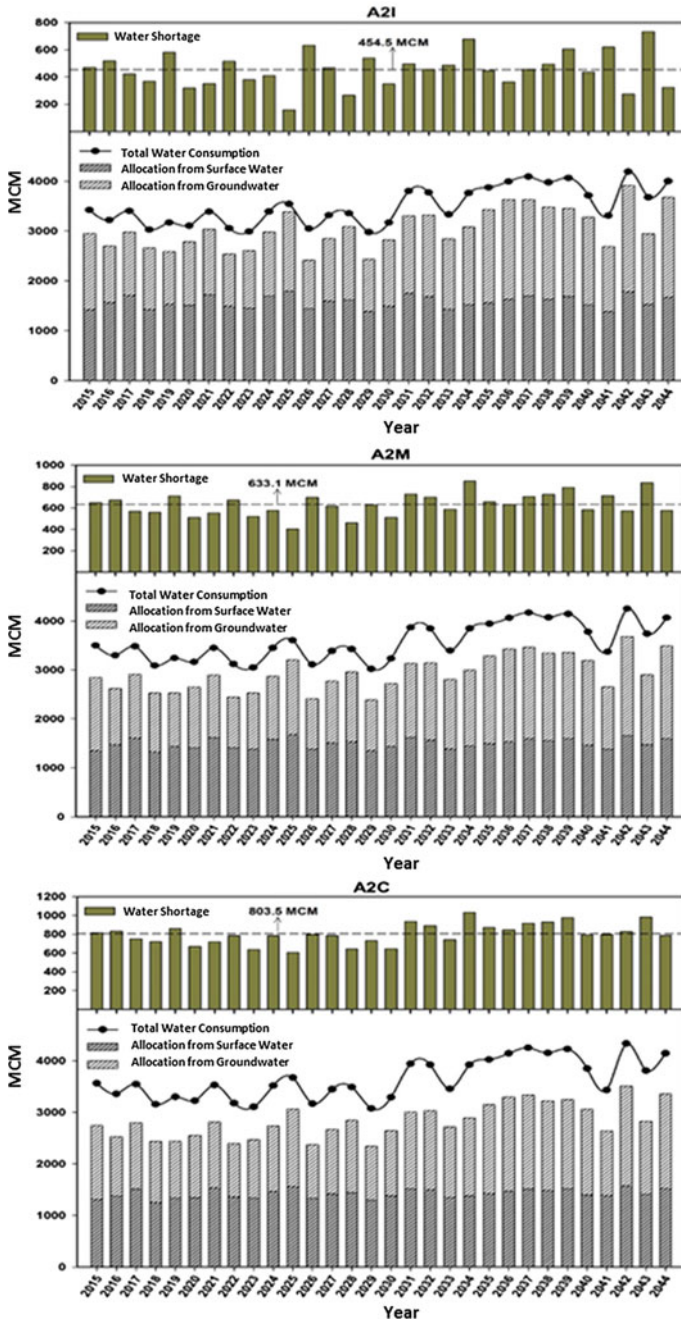 A2I
800
Water Shortage
454.5 MCM
600
400
200
Total Water Consumption
Allocation from Surface Water
Allocation from Groundwater
MCM
4000
3000
2000
1000
0
2015 2016 2017 2018 2019 2020 2021 2022 2023 2024 2025 2026 2027 2028 2029 2030 2031 2032 2033 2034 2035 2036 2037 2038 2039 2040 2041 2042 2043 2044
Year
A2M
1000
Water Shortage
633.1 MCM
800
600
400
200
Total Water Consumption
Allocation from Surface Water
Allocation from Groundwater
MCM
4000
3000
2000
1000
0
2015 2016 2017 2018 2019 2020 2021 2022 2023 2024 2025 2026 2027 2028 2029 2030 2031 2032 2033 2034 2035 2036 2037 2038 2039 2040 2041 2042 2043 2044
Year
A2C
1200
Water Shortage
803.5 MCM
1000
800
600
400
200
Total Water Consumption
Allocation from Surface Water
Allocation from Groundwater
MCM
4000
3000
2000
1000
0
2015 2016 2017 2018 2019 2020 2021 2022 2023 2024 2025 2026 2027 2028 2029 2030 2031 2032 2033 2034 2035 2036 2037 2038 2039 2040 2041 2042 2043 2044
Year